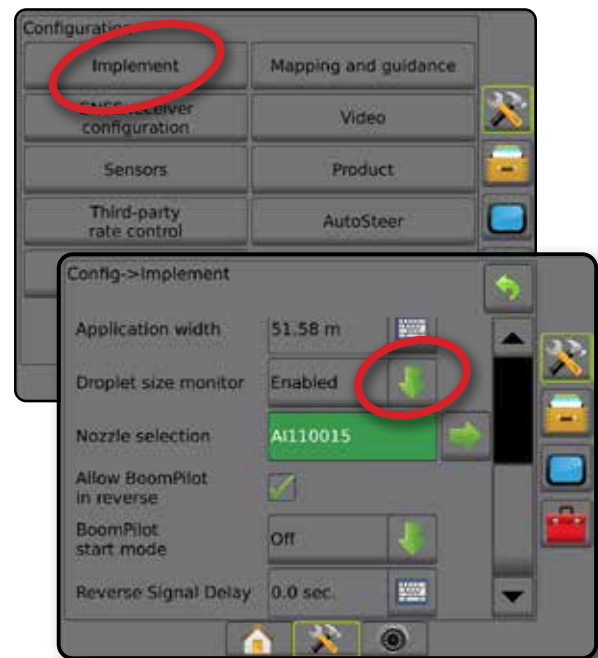 Configuration
Implement
Mapping and guidance
configuration
Video
Sensors
Product
Third-party
rate control
AutoSteer
Config->Implement
Application width
51.58 m
Droplet size monitor
Enabled
Nozzle selection
AI110015
Allow BoomPilot
in reverse
BoomPilot
start mode
Off
Reverse Signal Delay
0.0 sec.